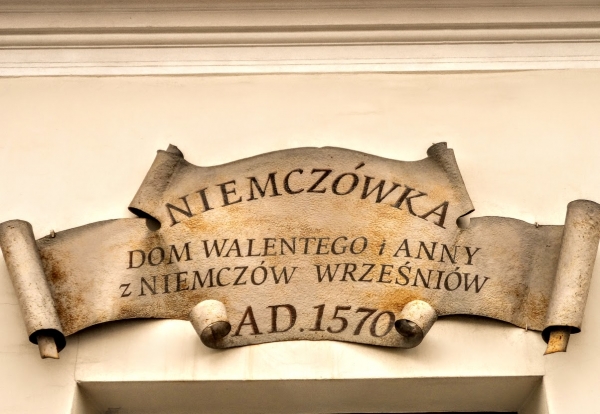 NIEMCZÓWKA
DOM WALENTEGO i ANNY
z NIEMCZÓW WRZEŚNIÓW
AD. 1570